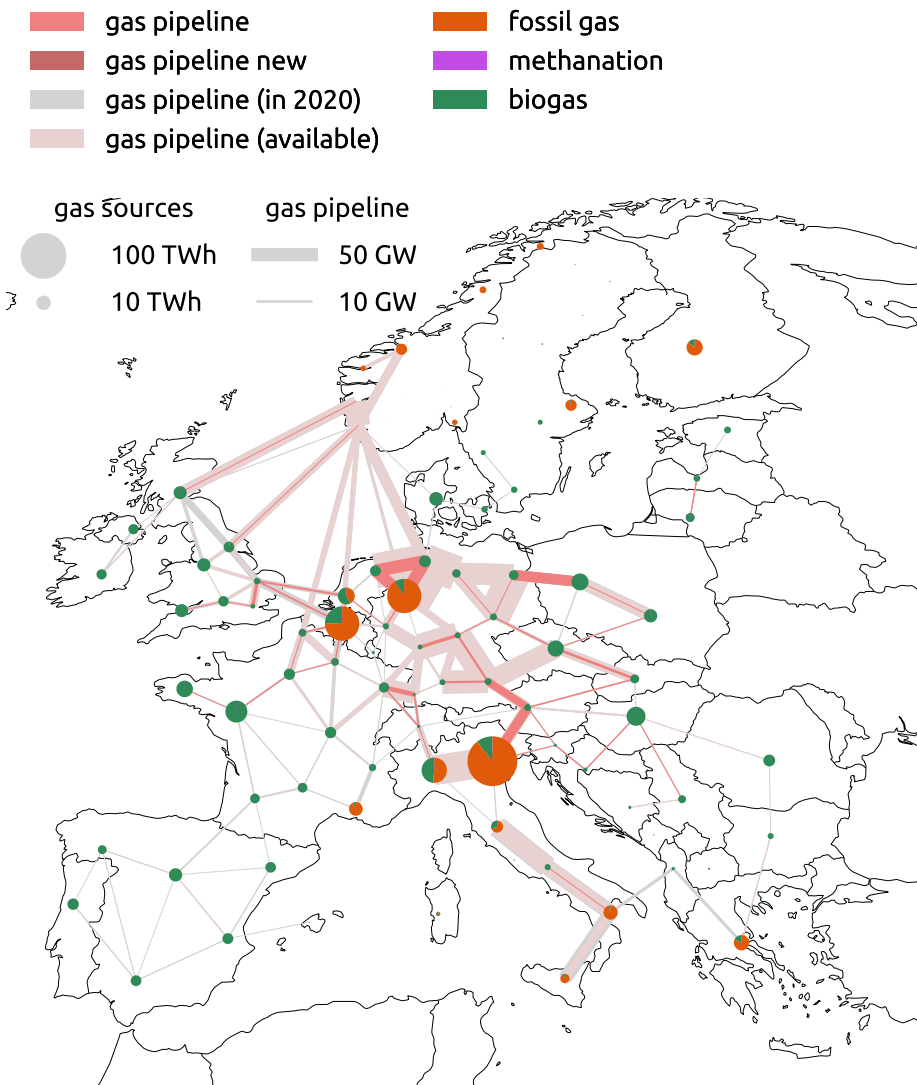 gas pipeline
gas pipeline new
gas pipeline (in 2020)
gas pipeline (available)
fossil gas
methanation
biogas
gas sources
100 TWh
10 TWh
gas pipeline
50 GW
10 GW